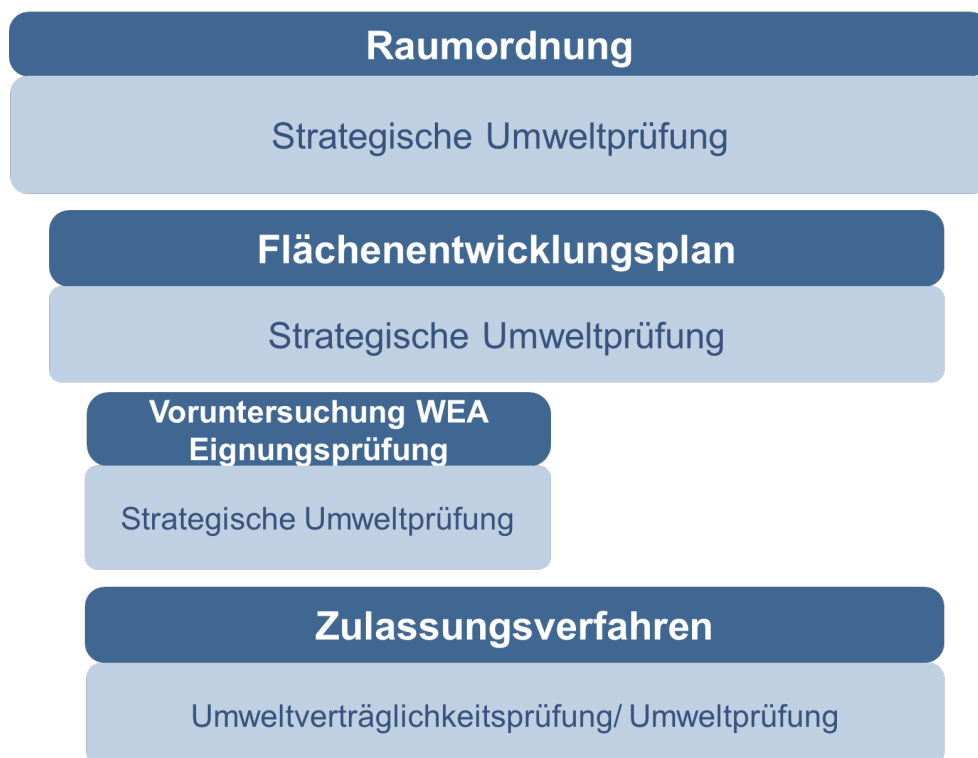 Raumordnung
Strategische Umweltprüfung
Flächenentwicklungsplan
Strategische Umweltprüfung
Voruntersuchung WEA
Eignungsprüfung
Strategische Umweltprüfung
Zulassungsverfahren
Umweltverträglichkeitsprüfung/ Umweltprüfung